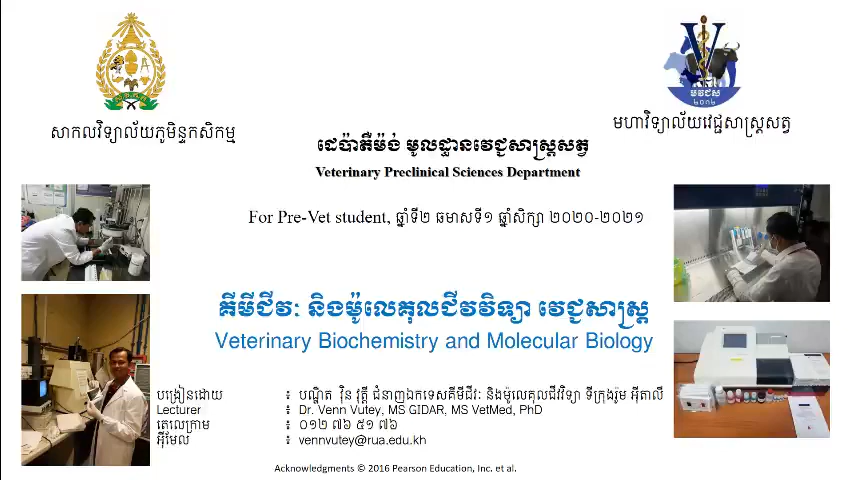 សាកលវិទ្យាល័យភូមិន្ទកសិកម្ម
មហាវិទ្យាល័យវេជ្ជសាស្ត្រសត្វ
ដេប៉ាតឺម៉ង់ មូលដ្ឋានវេជ្ជសាស្ត្រសត្វ
Veterinary Preclinical Sciences Department
For Pre-Vet student, ឆ្នាំទី២ ឆមាសទី១ ឆ្នាំសិក្សា ២០២០-២០២១
គីមីជីវៈ និងម៉ូលេគុលជីវវិទ្យា វេជ្ជសាស្ត្រ
Veterinary Biochemistry and Molecular Biology
បង្រៀនដោយ ៖ បណ្ឌិត វ៉ិន វុត្ថី ជំនាញឯកទេសគីមីជីវៈ និងម៉ូលេគុលជីវវិទ្យា ទីក្រុងរ៉ូម អ៊ីតាលី
Lecturer ៖ Dr. Venn Vutey, MS GIDAR, MS VetMed, PhD
តេលេក្រាម ៖ ០១២ ៧៦ ៥១ ៧៦
អ៊ីមែល ៖ vennvutey@rua.edu.kh
Acknowledgments © 2016 Pearson Education, Inc. et al.